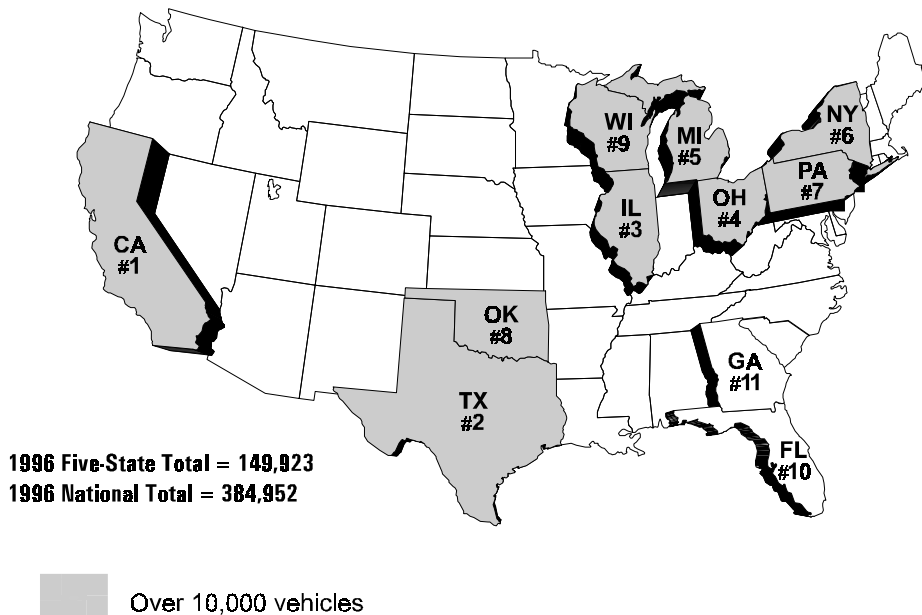 WI
#9
MI
#5
NY
#6
PA
#7
OH
#4
IL
#3
CA
#1
OK
#8
GA
#11
TX
#2
FL
#10
1996 Five-State Total = 149,923
1996 National Total = 384,952
Over 10,000 vehicles